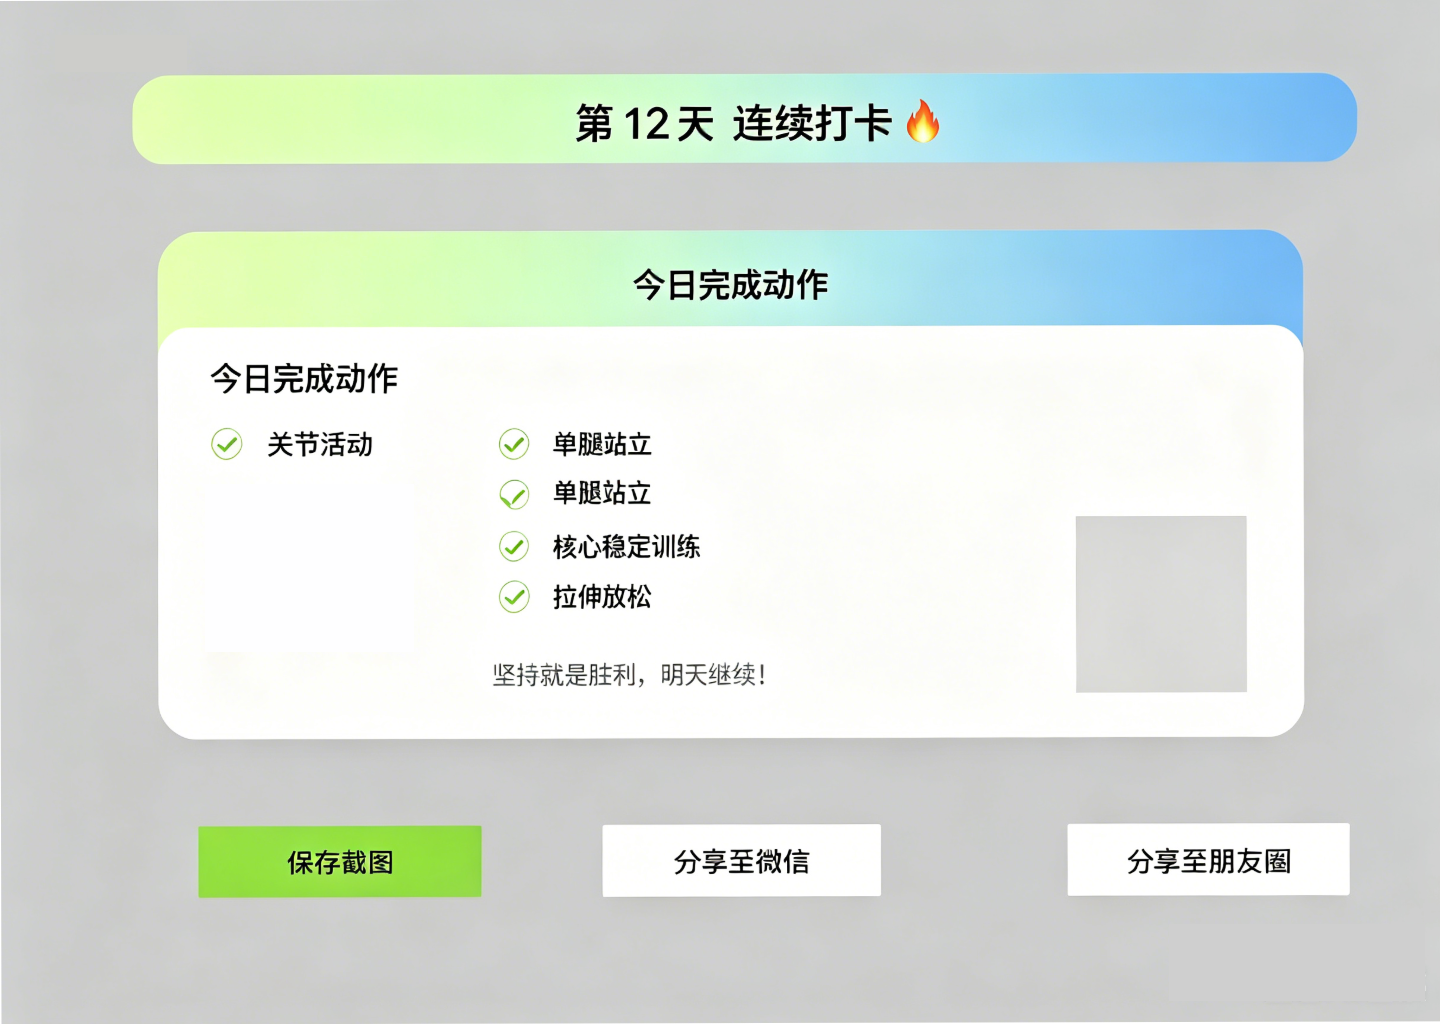 第 12 天 连续打卡🔥
今日完成动作
今日完成动作
关节活动
单腿站立
单腿站立
核心稳定训练
拉伸放松
坚持就是胜利，明天继续！
保存截图
分享至微信
分享至朋友圈